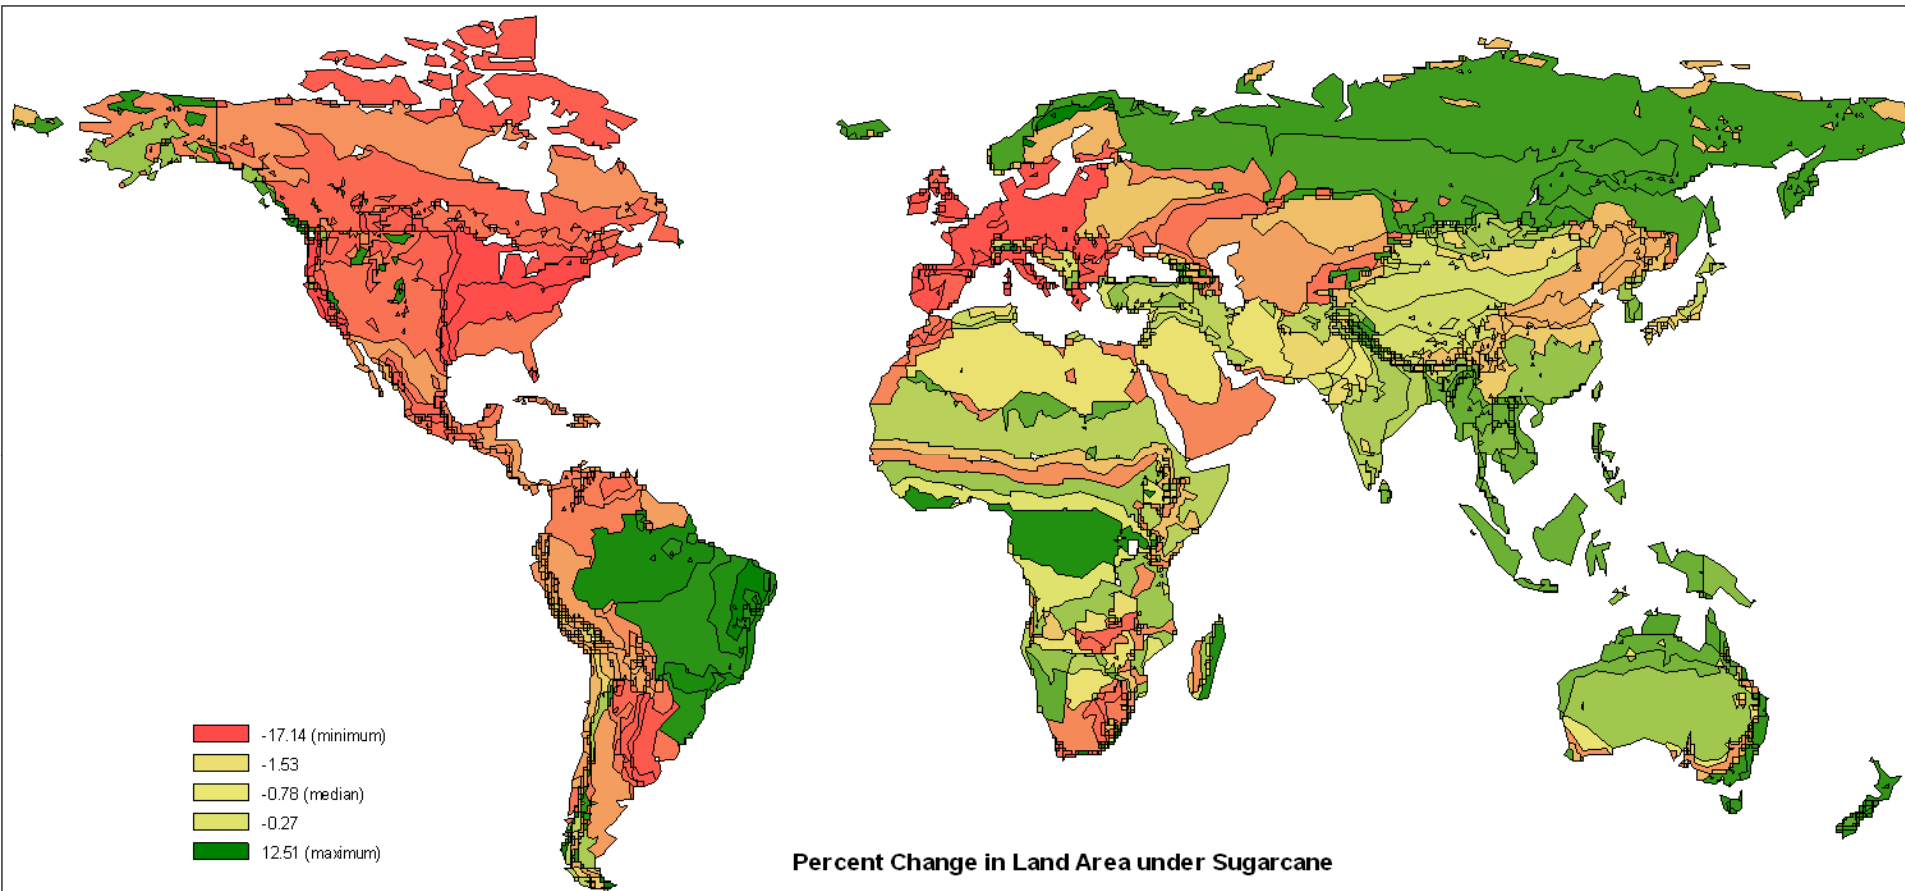 -17.14 (minimum)
-1.53
-0.78 (median)
-0.27
12.51 (maximum)
Percent Change in Land Area under Sugarcane